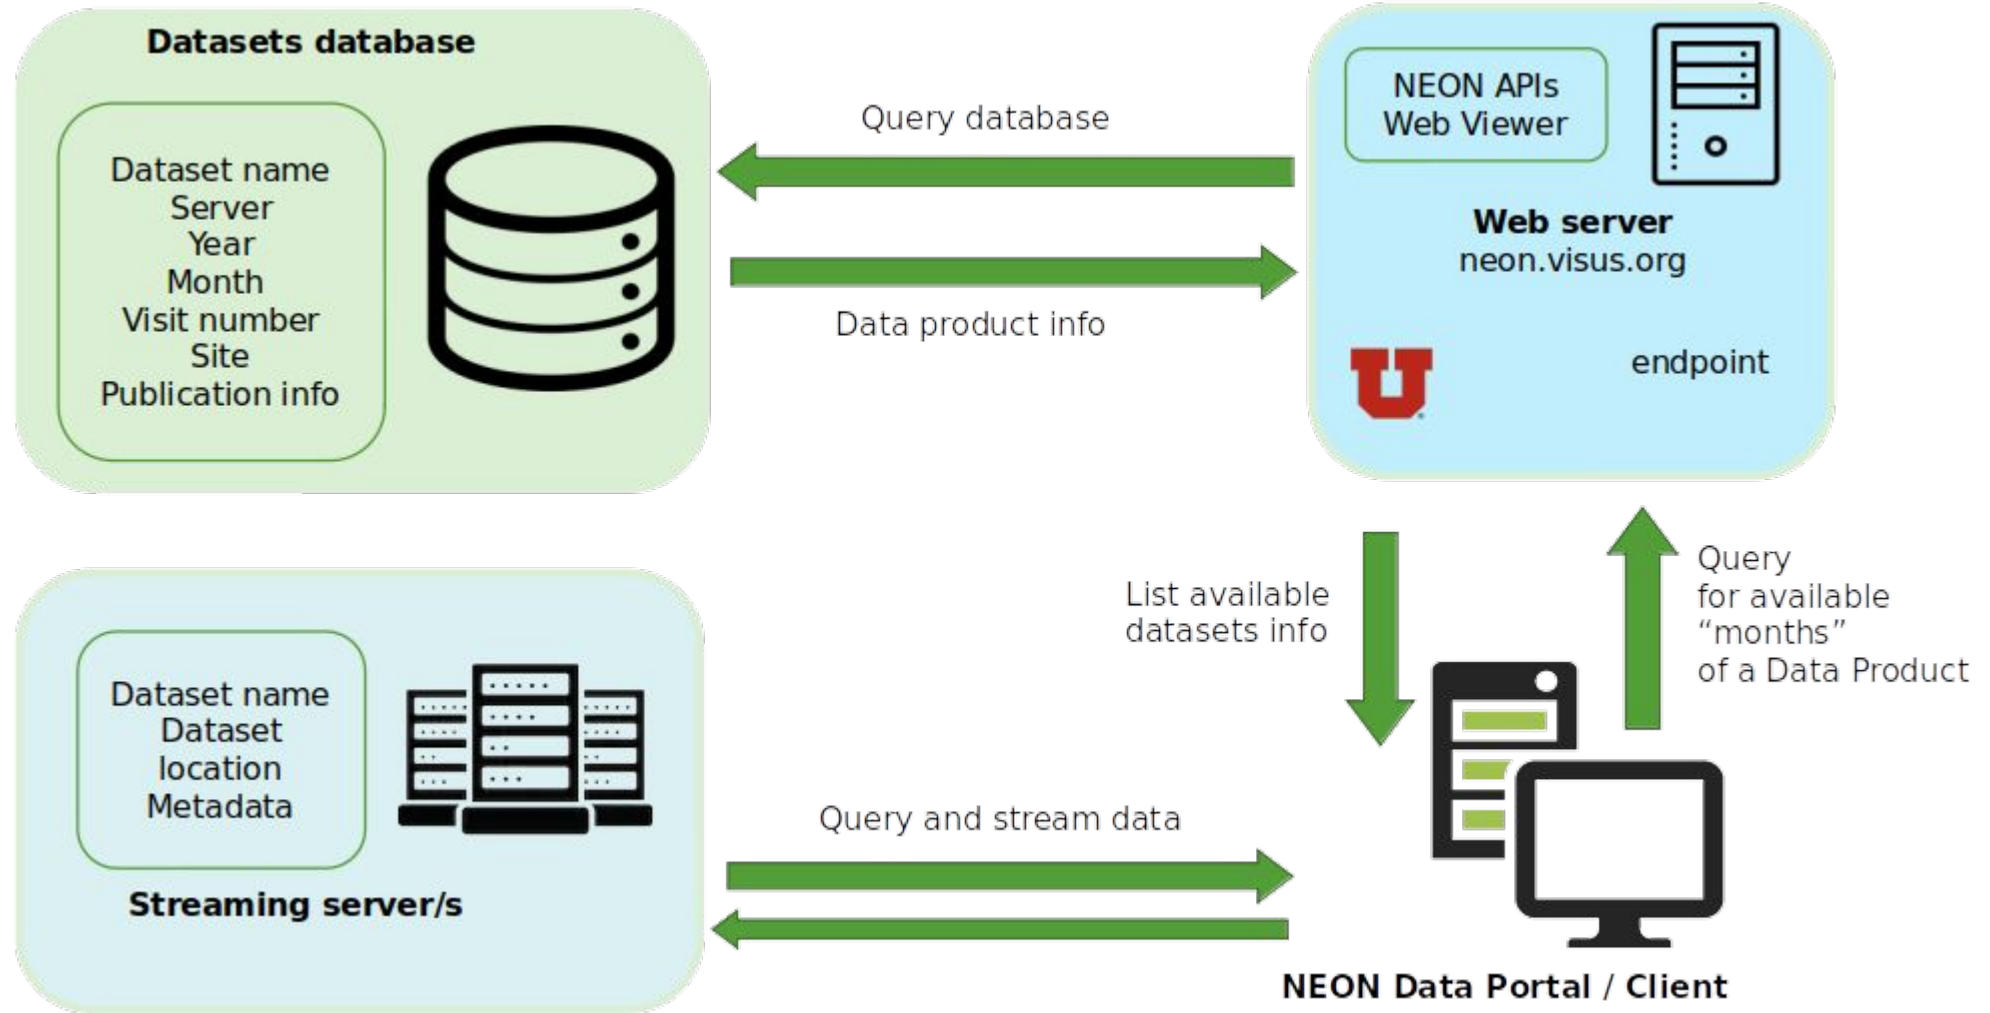 Datasets database
Dataset name
Server
Year
Month
Visit number
Site
Publication info
Query database
Data product info
NEON APIs
Web Viewer
Web server
neon.visus.org
U
endpoint
List available
datasets info
Query
for available
“months”
of a Data Product
Dataset name
Dataset
location
Metadata
Streaming server/s
Query and stream data
NEON Data Portal / Client